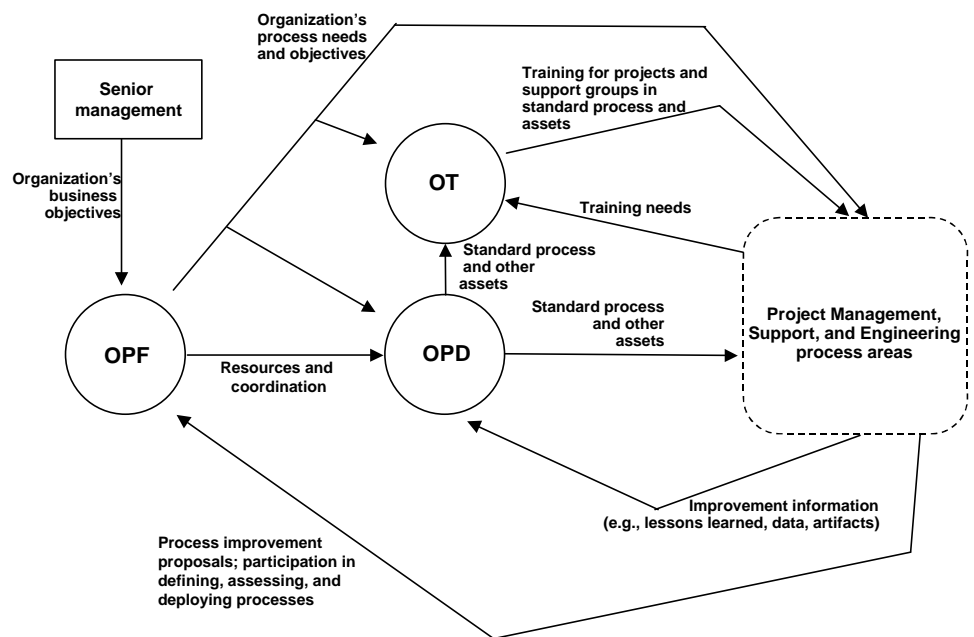 Organization's
process needs
and objectives
Senior
management
Training for projects and
support groups in
standard process and
assets
Organization's
business
objectives
OT
Training needs
Standard process
and other
assets
Standard process
and other
assets
Project Management,
Support, and Engineering
process areas
OPF
OPD
Resources and
coordination
Improvement information
(e.g., lessons learned, data, artifacts)
Process improvement
proposals; participation in
defining, assessing, and
deploying processes